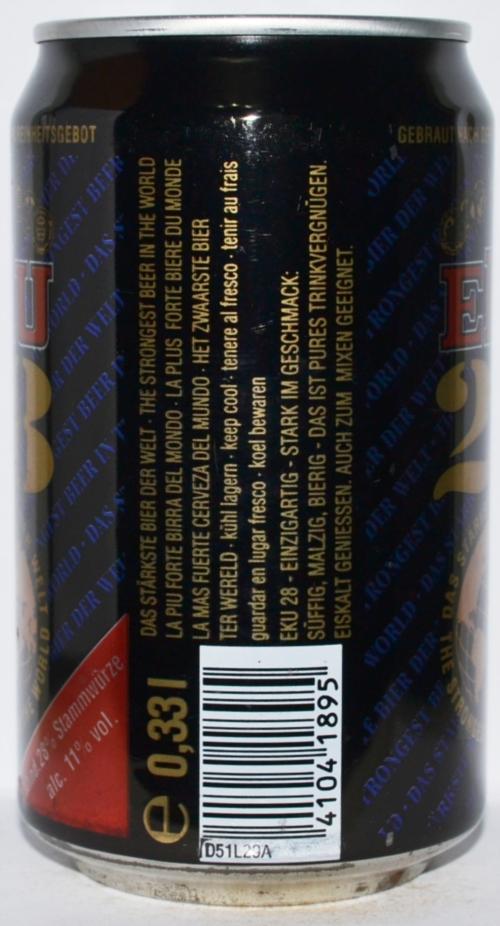 REINHEITSGEBOT
GEBRAUT NACH DE
DAS STÄRKSTE BIER DER WELT · THE STRONGEST BEER IN THE WORLD
LA PIU FORTE BIRRA DEL MONDO · LA PLUS FORTE BIERE DU MONDE
LA MAS FUERTE CERVEZA DEL MUNDO · HET ZWAARSTE BIER
TER WERELD · kühl lagern · keep cool · tenere al fresco · tenir au frais
guardar en lugar fresco · koel bewaren
EKU 28 - EINZIGARTIG - STARK IM GESCHMACK:
SÜFFIG, MALZIG, BIERIG - DAS IST PURES TRINKVERGNÜGEN.
EISKALT GENIESSEN. AUCH ZUM MIXEN GEEIGNET.
e 0,33 l
4104 1895
D51L29A
28% Stammwürze
alc. 11% vol.
U
E
2